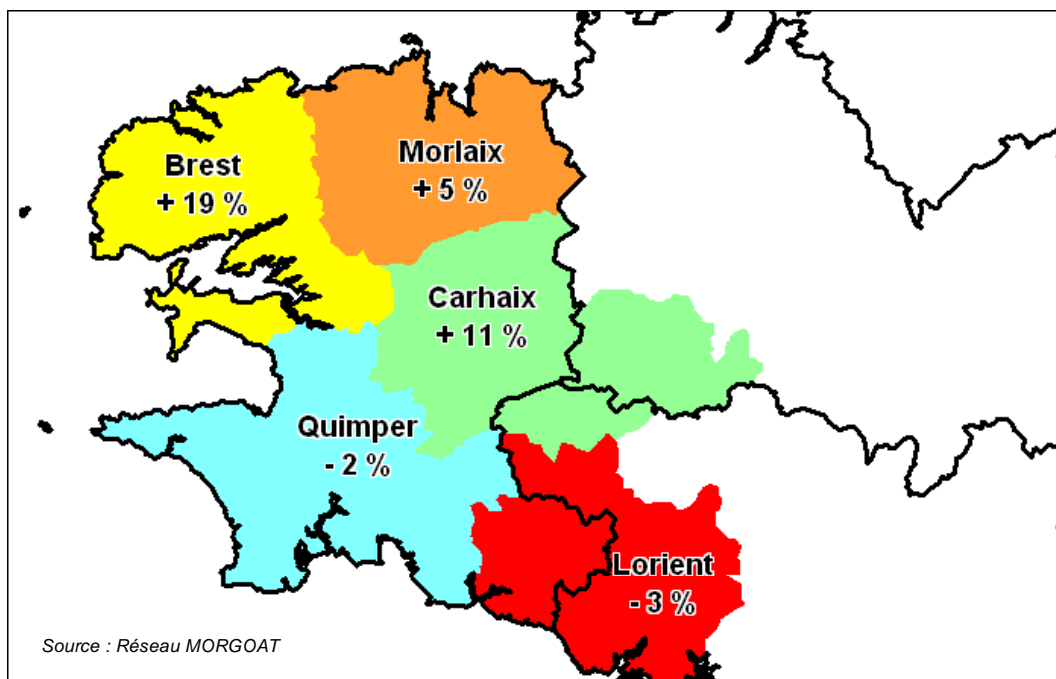 Brest
+ 19 %
Morlaix
+ 5 %
Carhaix
+ 11 %
Quimper
- 2 %
Lorient
- 3 %
Source : Réseau MORGOAT